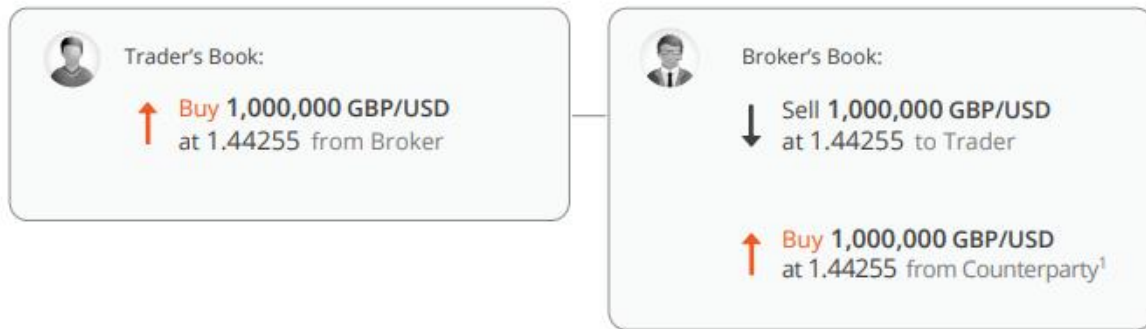 Trader's Book:
Buy 1,000,000 GBP/USD
at 1.44255 from Broker
Broker's Book:
Sell 1,000,000 GBP/USD
at 1.44255 to Trader
Buy 1,000,000 GBP/USD
at 1.44255 from Counterparty¹